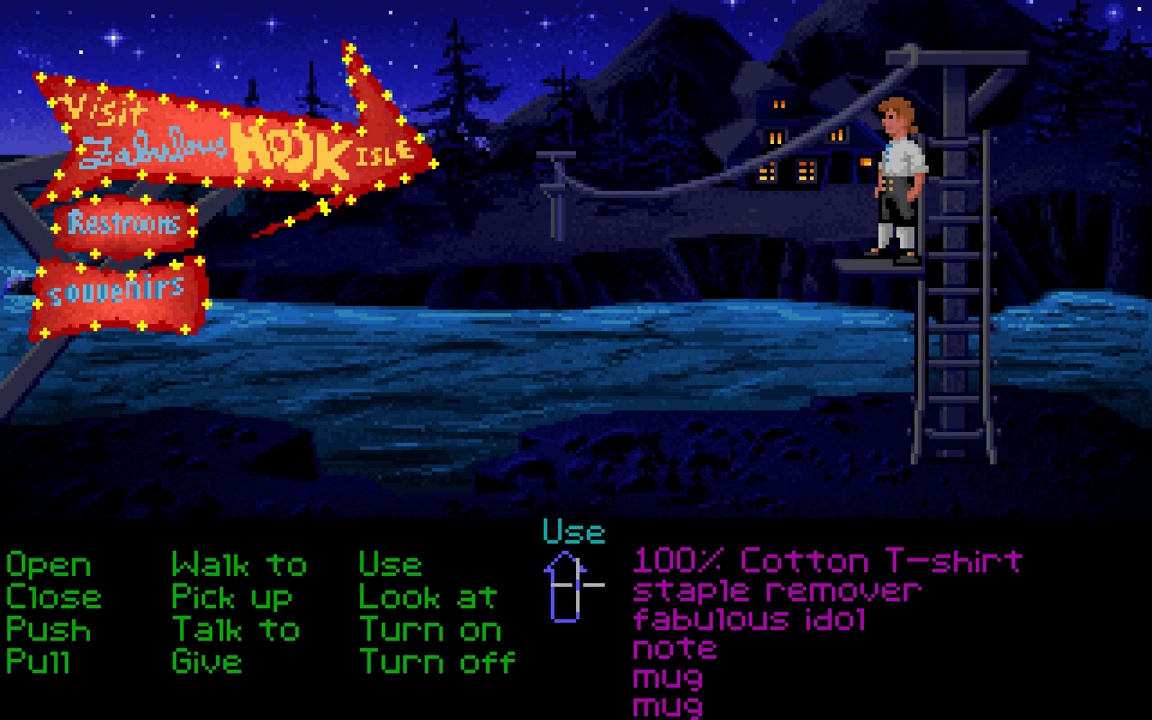 Visit
Fabulous HOOK ISLE
Restrooms
souvenirs
Use
Open Walk to Use
Close Pick up Look at
Push Talk to Turn on
Pull Give Turn off
100% Cotton T-shirt
staple remover
fabulous idol
note
mug
mug